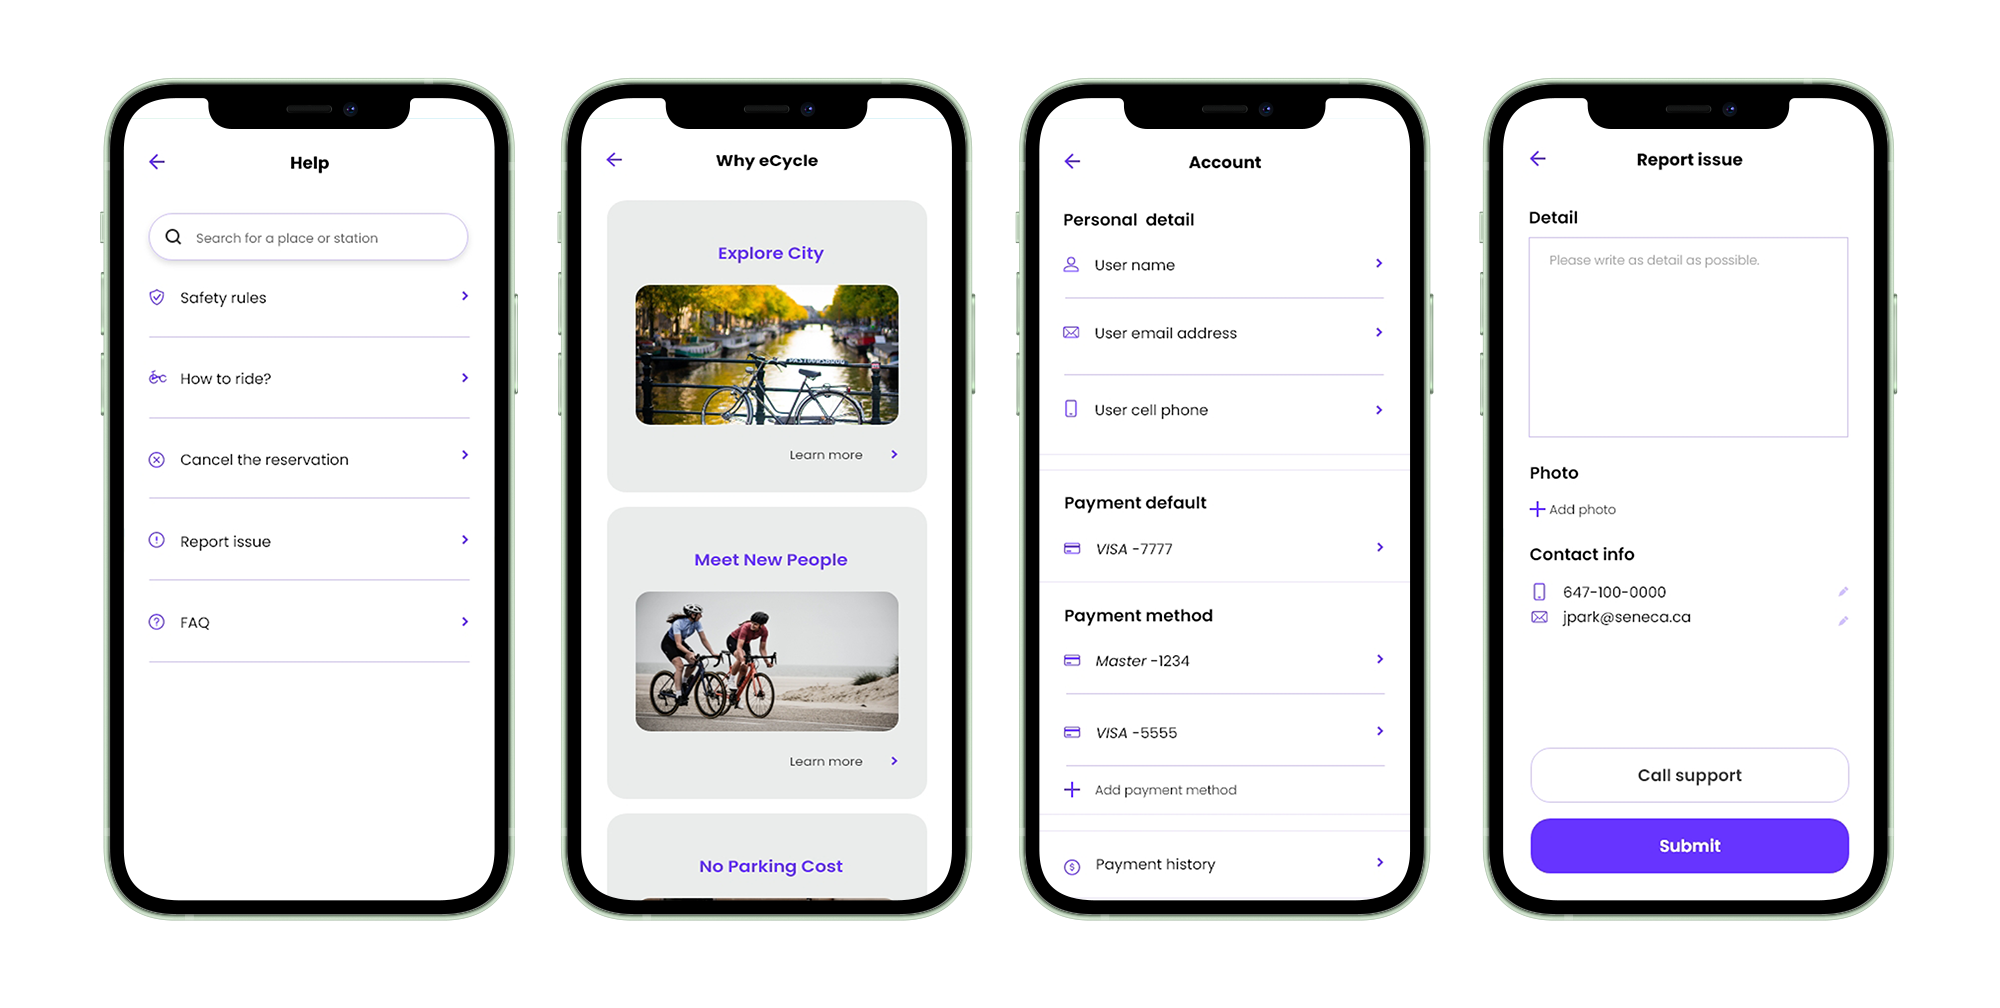 Help
Search for a place or station
Safety rules
How to ride?
Cancel the reservation
Report issue
FAQ
Why eCycle
Explore City
Learn more
Meet New People
Learn more
No Parking Cost
Account
Personal detail
User name
User email address
User cell phone
Payment default
VISA -7777
Payment method
Master -1234
VISA -5555
Add payment method
Payment history
Report issue
Detail
Please write as detail as possible.
Photo
Add photo
Contact info
647-100-0000
jpark@seneca.ca
Call support
Submit